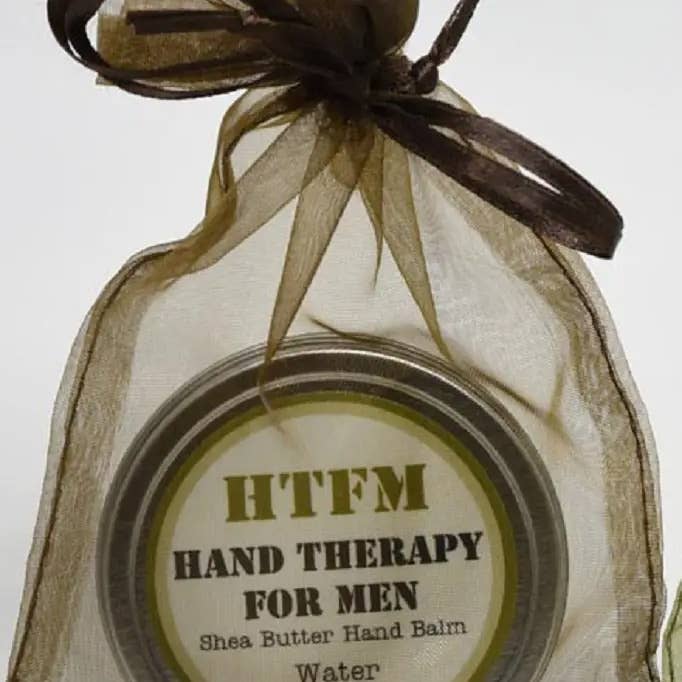 HTFM
HAND THERAPY
FOR MEN
Shea Butter Hand Balm
Water